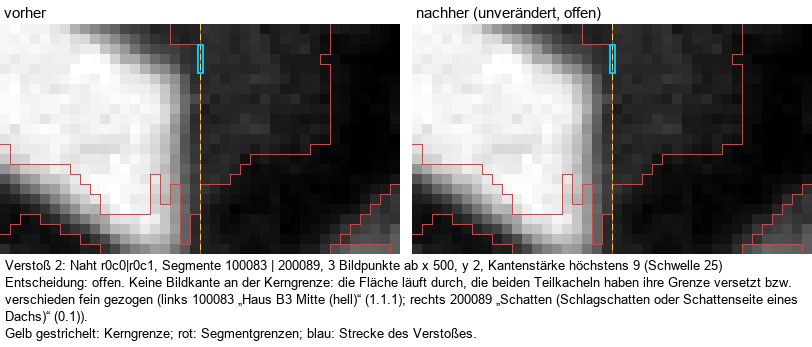 vorher
nachher (unverändert, offen)
Verstoß 2: Naht r0c0|r0c1, Segmente 100083 | 200089, 3 Bildpunkte ab x 500, y 2, Kantenstärke höchstens 9 (Schwelle 25)
Entscheidung: offen. Keine Bildkante an der Kerngrenze: die Fläche läuft durch, die beiden Teilkacheln haben ihre Grenze versetzt bzw.
verschieden fein gezogen (links 100083 „Haus B3 Mitte (hell)“ (1.1.1); rechts 200089 „Schatten (Schlagschatten oder Schattenseite eines
Dachs)“ (0.1)).
Gelb gestrichelt: Kerngrenze; rot: Segmentgrenzen; blau: Strecke des Verstoßes.